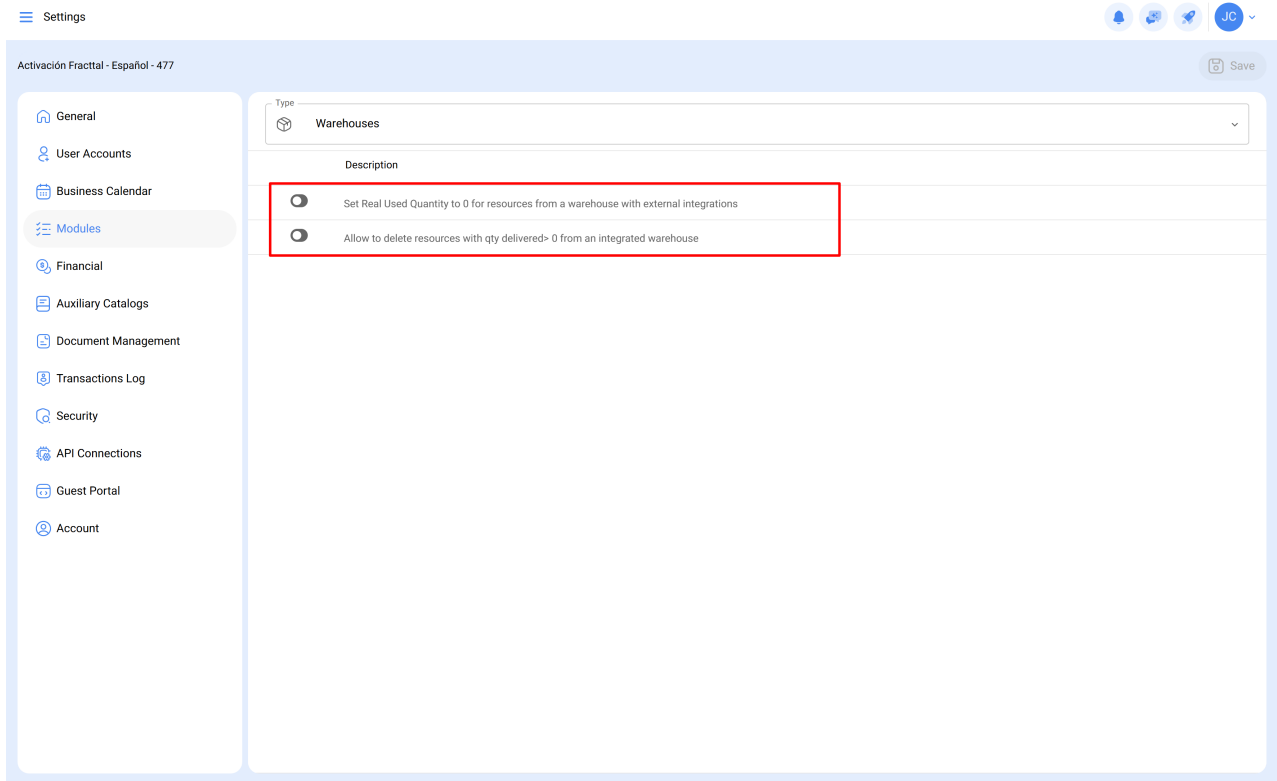 Settings
JC
Activación Fracttal - Español - 477
Save
General
User Accounts
Business Calendar
Modules
Financial
Auxiliary Catalogs
Document Management
Transactions Log
Security
API Connections
Guest Portal
Account
Type
Warehouses
Description
Set Real Used Quantity to 0 for resources from a warehouse with external integrations
Allow to delete resources with qty delivered> 0 from an integrated warehouse